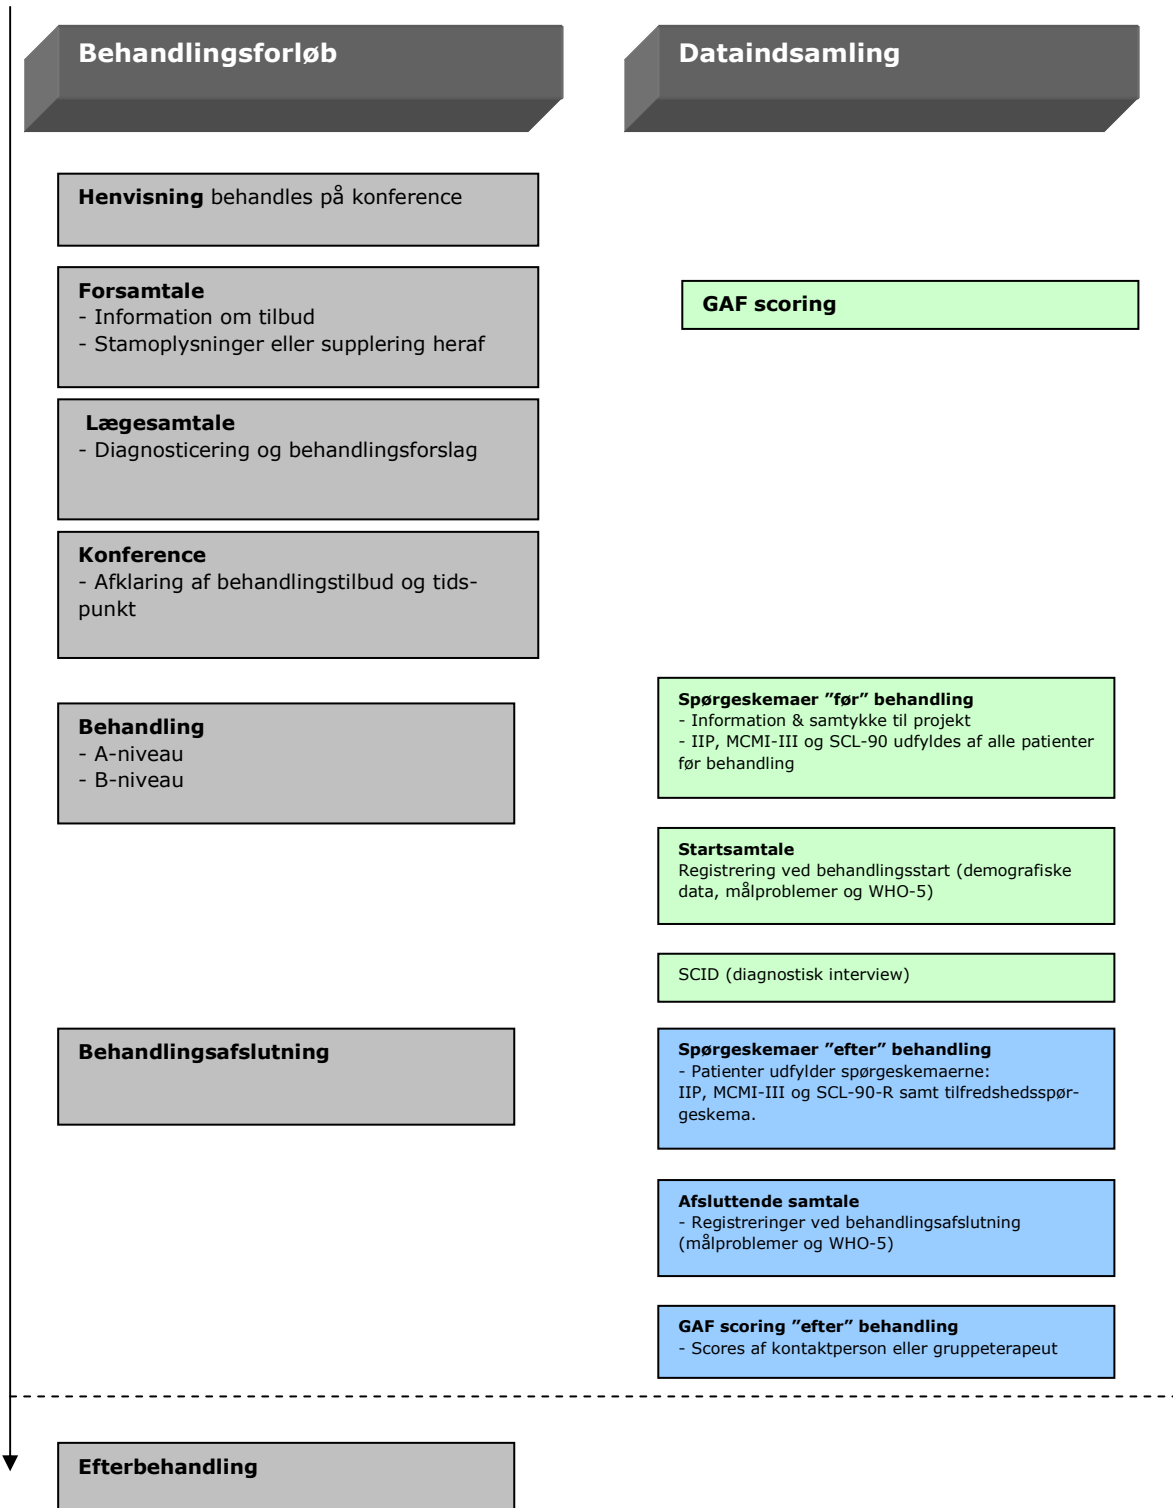 Behandlingsforløb
Dataindsamling
Henvisning behandles på konference
Forsamtale
- Information om tilbud
- Stamoplysninger eller supplering heraf
GAF scoring
Lægesamtale
- Diagnosticering og behandlingsforslag
Konference
- Afklaring af behandlingstilbud og tids-
punkt
Behandling
- A-niveau
- B-niveau
Spørgeskemaer ”før” behandling
- Information & samtykke til projekt
- IIP, MCMI-III og SCL-90 udfyldes af alle patienter
før behandling
Startsamtale
Registrering ved behandlingsstart (demografiske
data, målproblemer og WHO-5)
SCID (diagnostisk interview)
Behandlingsafslutning
Spørgeskemaer ”efter” behandling
- Patienter udfylder spørgeskemaerne:
IIP, MCMI-III og SCL-90-R samt tilfredshedsspør-
geskema.
Afsluttende samtale
- Registreringer ved behandlingsafslutning
(målproblemer og WHO-5)
GAF scoring ”efter” behandling
- Scores af kontaktperson eller gruppeterapeut
Efterbehandling